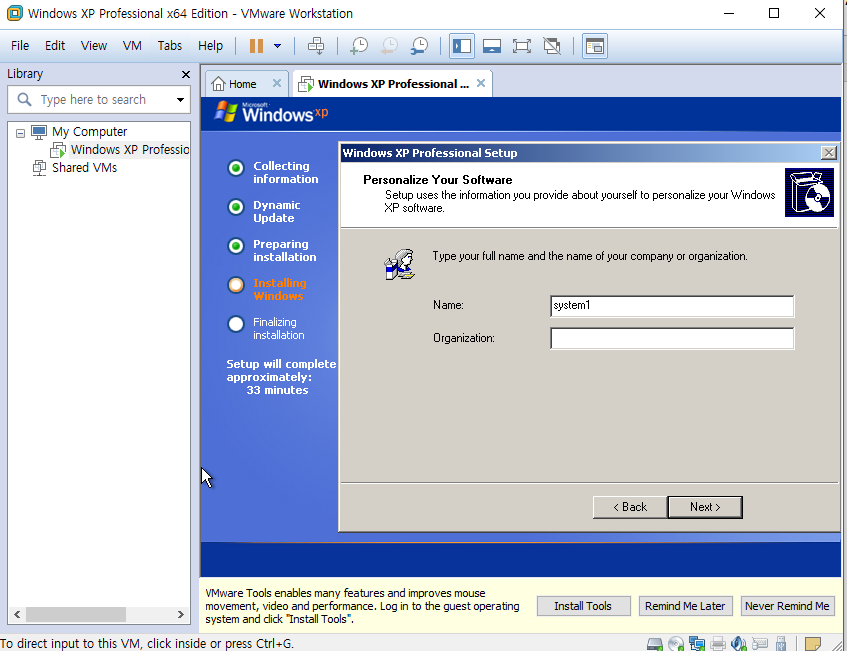 Windows XP Professional x64 Edition - VMware Workstation
File Edit View VM Tabs Help
Library
Type here to search
My Computer
Windows XP Professio
Shared VMs
Home
Windows XP Professional ...
Microsoft
Windows xp
Collecting
information
Dynamic
Update
Preparing
installation
Installing
Windows
Finalizing
installation
Setup will complete
approximately:
33 minutes
Windows XP Professional Setup
Personalize Your Software
Setup uses the information you provide about yourself to personalize your Windows
XP software.
Type your full name and the name of your company or organization.
Name:
system1
Organization:
< Back
Next >
VMware Tools enables many features and improves mouse
movement, video and performance. Log in to the guest operating
system and click "Install Tools".
Install Tools
Remind Me Later
Never Remind Me
To direct input to this VM, click inside or press Ctrl+G.